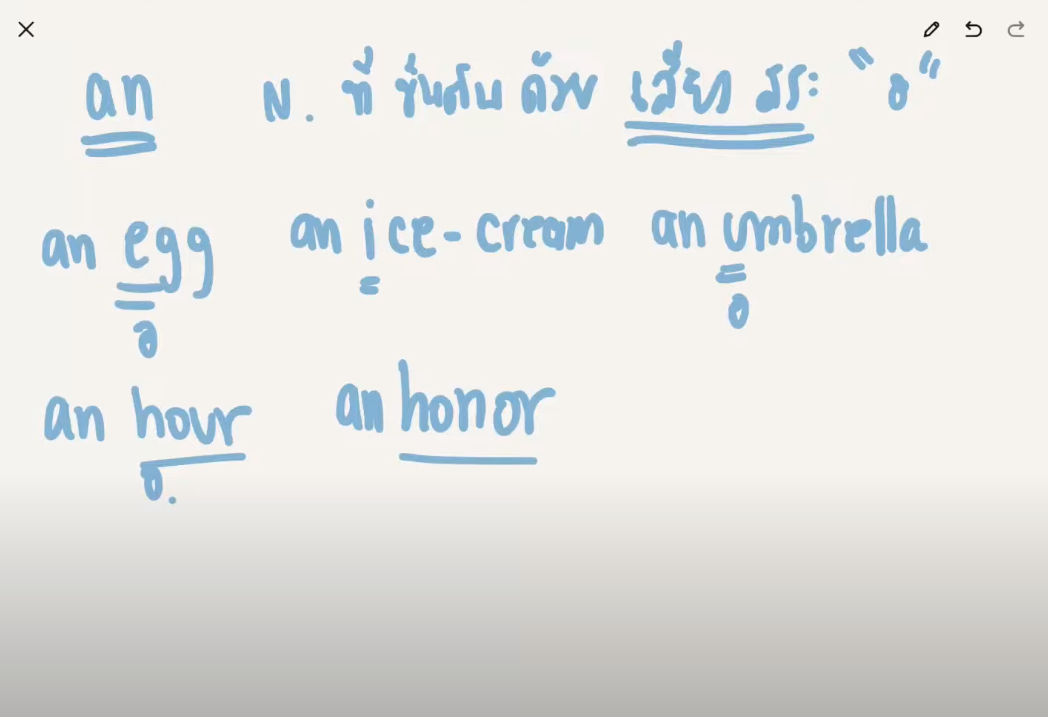 an N. ที่ ขึ้นต้น ด้วย เสียง สระ "อ"
an egg an ice-cream an umbrella
อ อ
an hour an honor
อ.